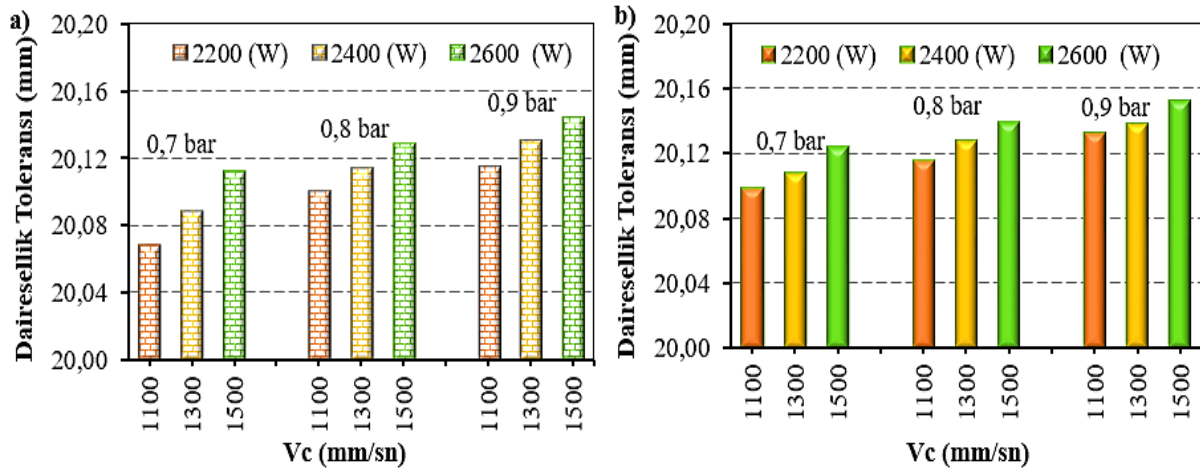 a)
Dairesellik Toleransı (mm)
20,20
20,16
20,12
20,08
20,04
20,00
2200 (W) 2400 (W) 2600 (W)
0,7 bar
0,8 bar
0,9 bar
1100 1300 1500 1100 1300 1500 1100 1300 1500
Vc (mm/sn)
b)
Dairesellik Toleransı (mm)
20,20
20,16
20,12
20,08
20,04
20,00
2200 (W) 2400 (W) 2600 (W)
0,7 bar
0,8 bar
0,9 bar
1100 1300 1500 1100 1300 1500 1100 1300 1500
Vc (mm/sn)